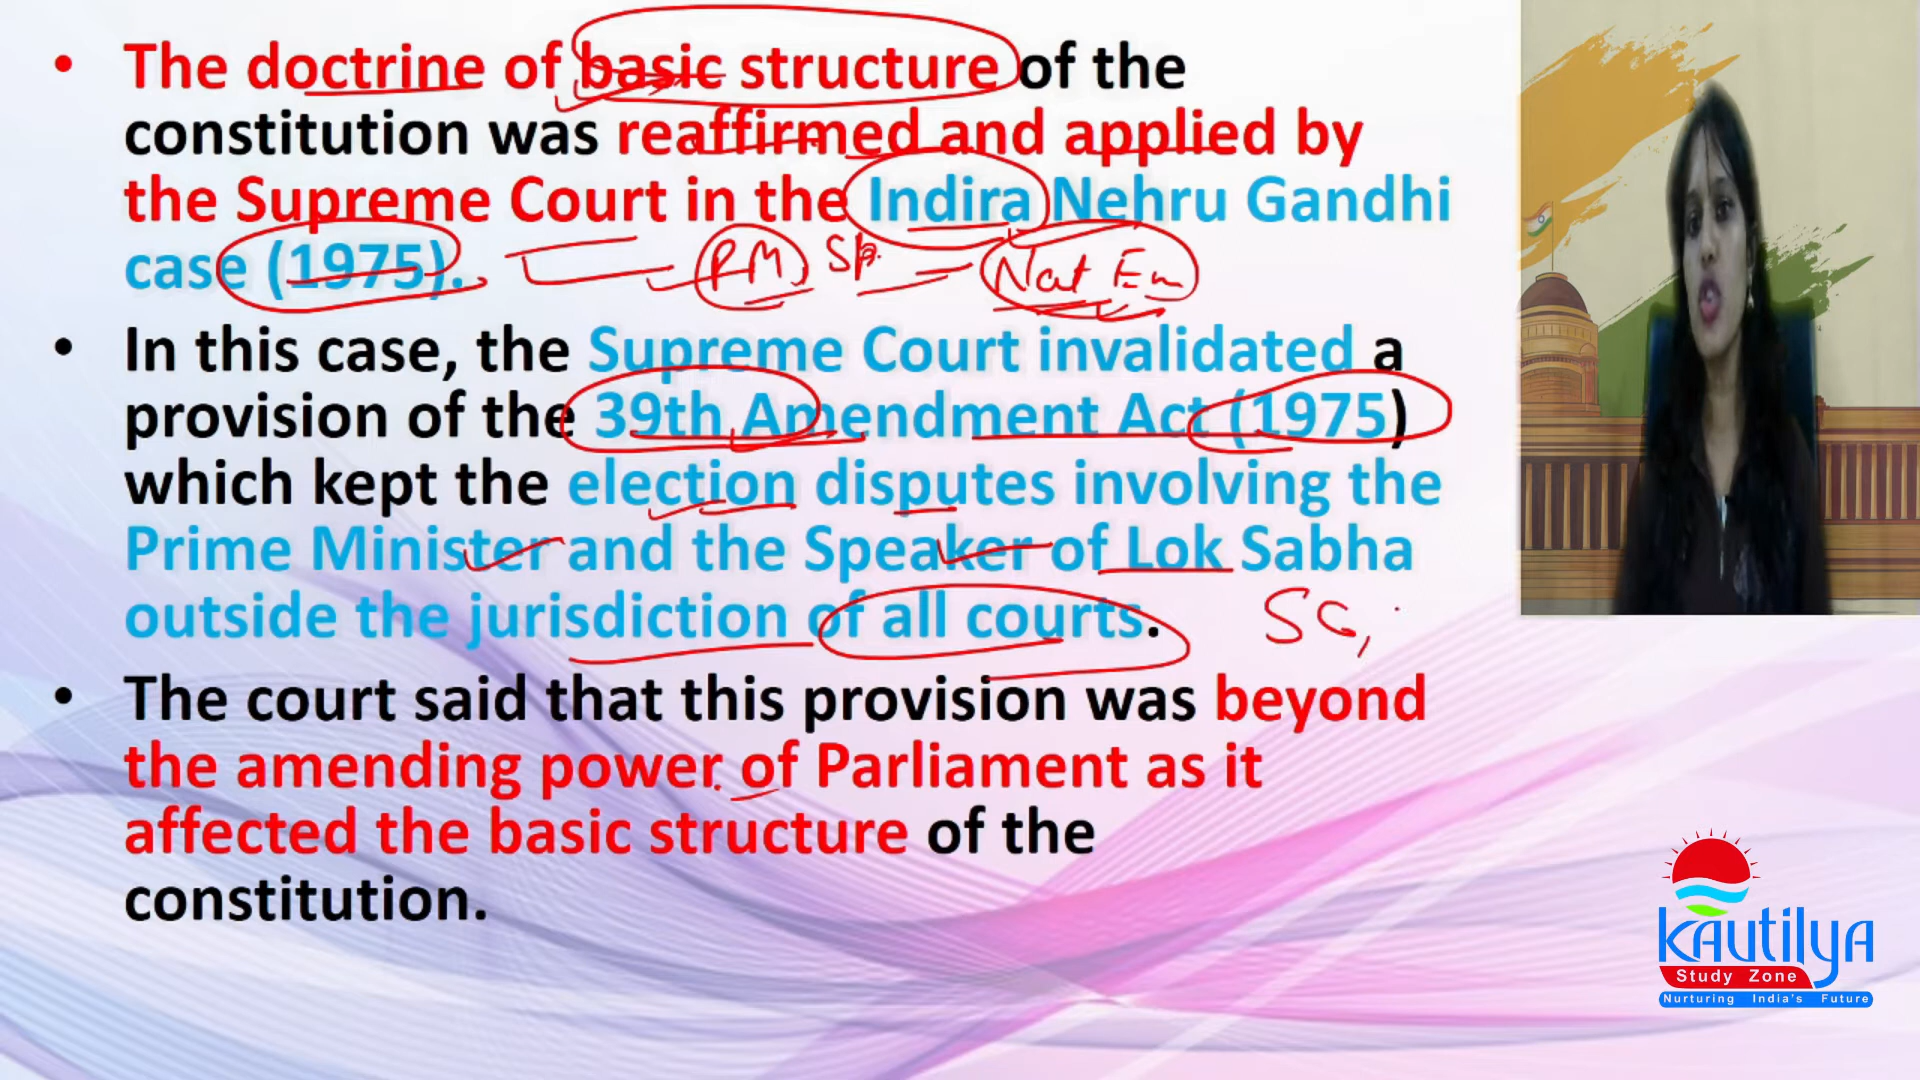 • The doctrine of basic structure of the
constitution was reaffirmed and applied by
the Supreme Court in the Indira Nehru Gandhi
case (1975).
PM Sp. Nat Em
• In this case, the Supreme Court invalidated a
provision of the 39th Amendment Act (1975)
which kept the election disputes involving the
Prime Minister and the Speaker of Lok Sabha
outside the jurisdiction of all courts.
• The court said that this provision was beyond
the amending power of Parliament as it
affected the basic structure of the
constitution.
kautilya
Study Zone
Nurturing India's Future